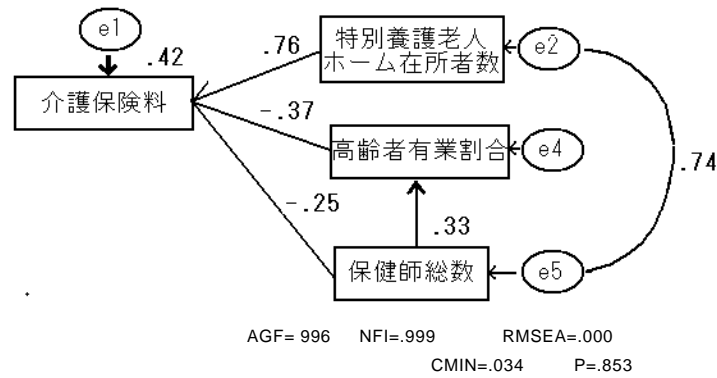 e1
.42
介護保険料
.76
特別養護老人
ホーム在所者数
e2
-.37
高齢者有業割合
e4
.74
-.25
.33
保健師総数
e5
AGF= 996 NFI=.999 RMSEA=.000
CMIN=.034 P=.853